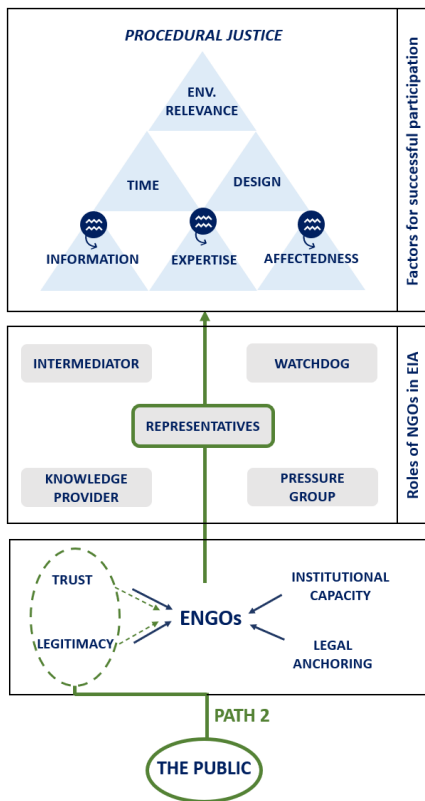 PROCEDURAL JUSTICE
ENV.
RELEVANCE
TIME
DESIGN
INFORMATION
EXPERTISE
AFFECTEDNESS
Factors for successful participation
INTERMEDIATOR
WATCHDOG
REPRESENTATIVES
KNOWLEDGE
PROVIDER
PRESSURE
GROUP
Roles of NGOs in EIA
TRUST
LEGITIMACY
ENGOs
INSTITUTIONAL
CAPACITY
LEGAL
ANCHORING
PATH 2
THE PUBLIC